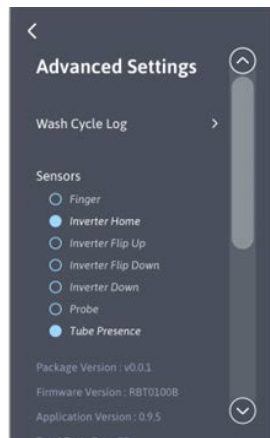 Advanced Settings
Wash Cycle Log
Sensors
Finger
Inverter Home
Inverter Flip Up
Inverter Flip Down
Inverter Down
Probe
Tube Presence
Package Version : v0.0.1
Firmware Version : RBT0100B
Application Version : 0.9.5